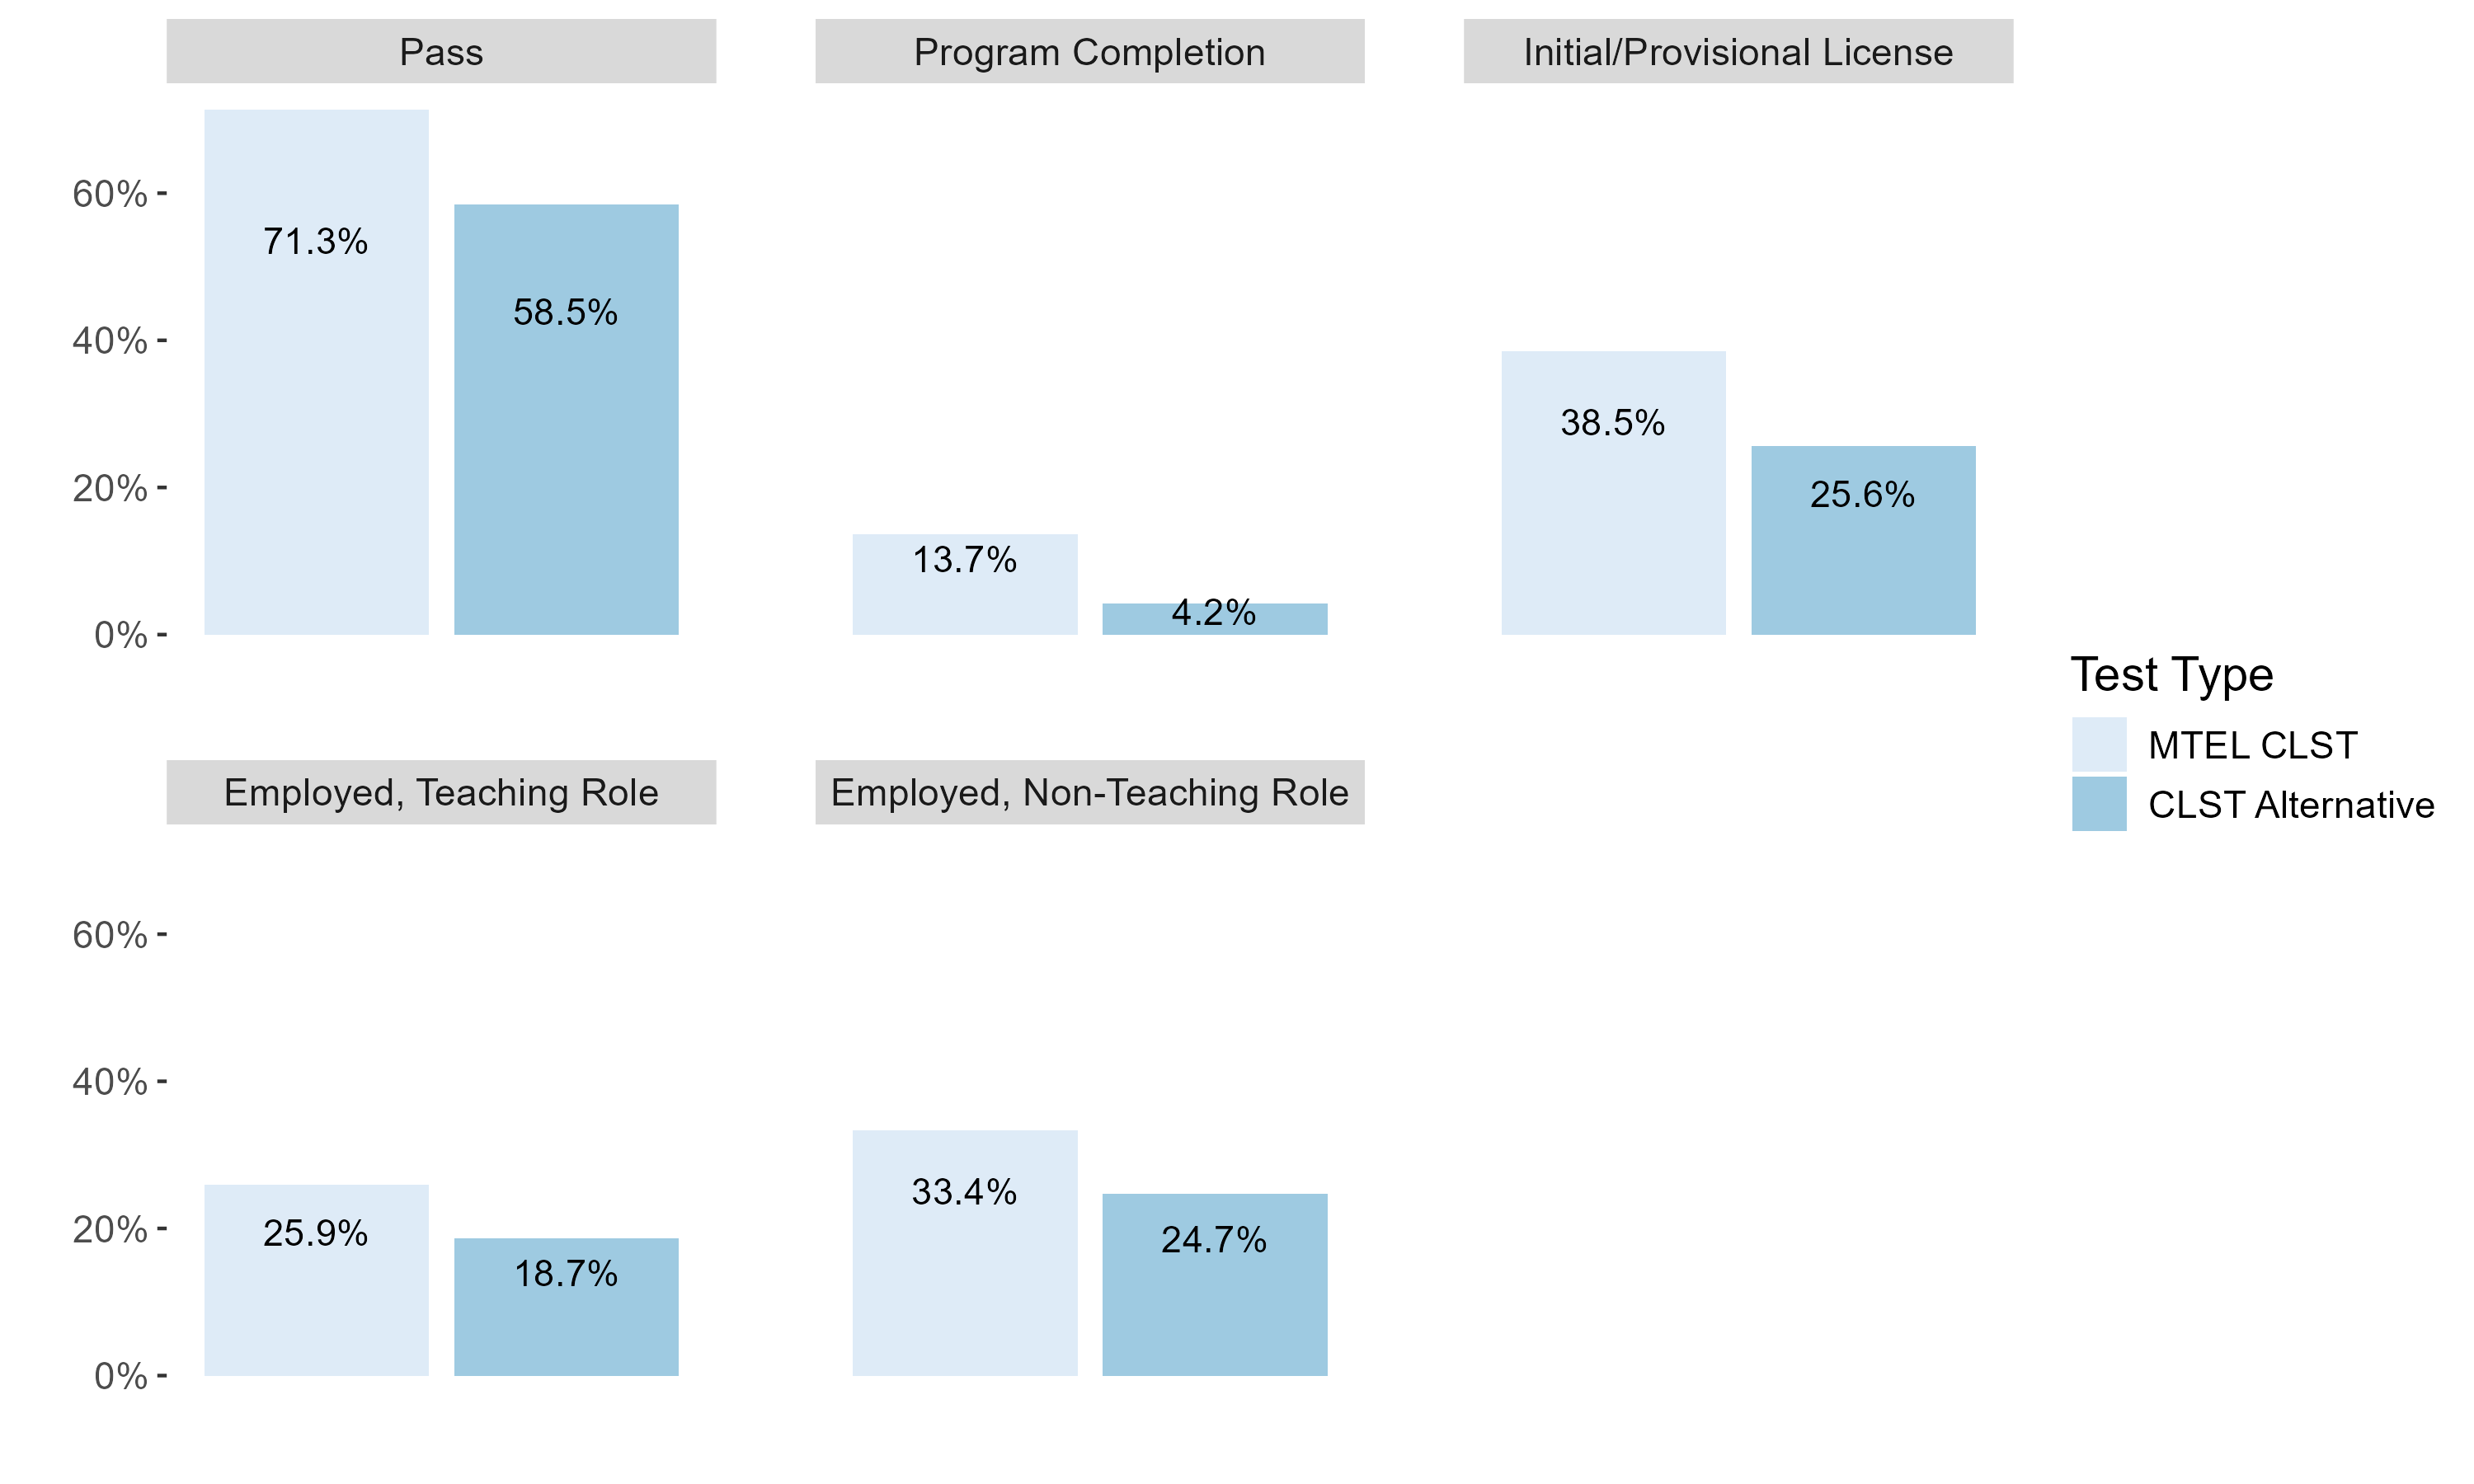 Pass
Program Completion
Initial/Provisional License
60%
40%
20%
0%
71.3%
58.5%
13.7%
4.2%
38.5%
25.6%
Test Type
MTEL CLST
CLST Alternative
Employed, Teaching Role
Employed, Non-Teaching Role
60%
40%
20%
0%
25.9%
18.7%
33.4%
24.7%